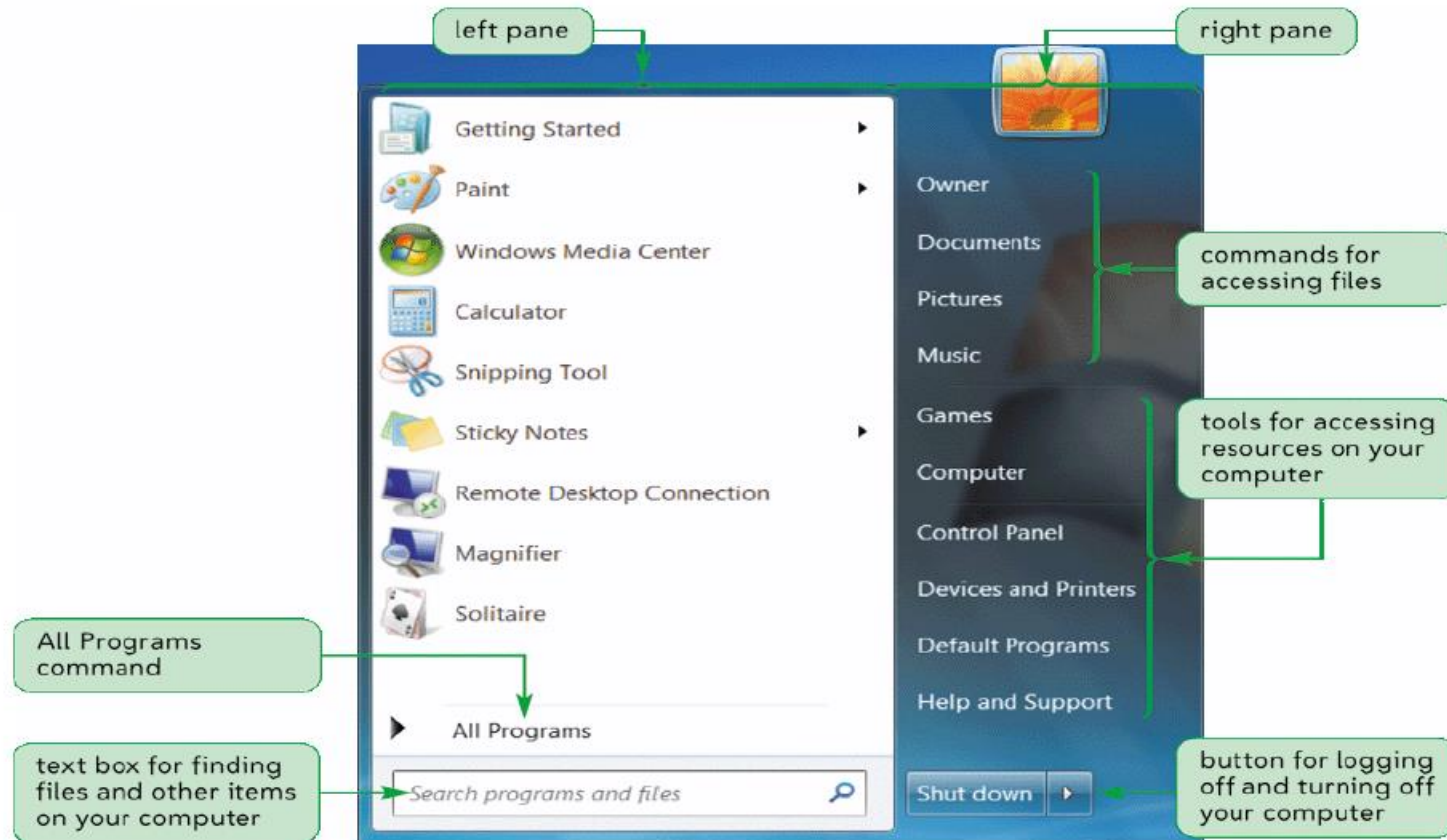 left pane
right pane
Getting Started
Paint
Windows Media Center
Calculator
Snipping Tool
Sticky Notes
Remote Desktop Connection
Magnifier
Solitaire
All Programs
Search programs and files
Owner
Documents
Pictures
Music
Games
Computer
Control Panel
Devices and Printers
Default Programs
Help and Support
Shut down
commands for
accessing files
tools for accessing
resources on your
computer
button for logging
off and turning off
your computer
All Programs
command
text box for finding
files and other items
on your computer